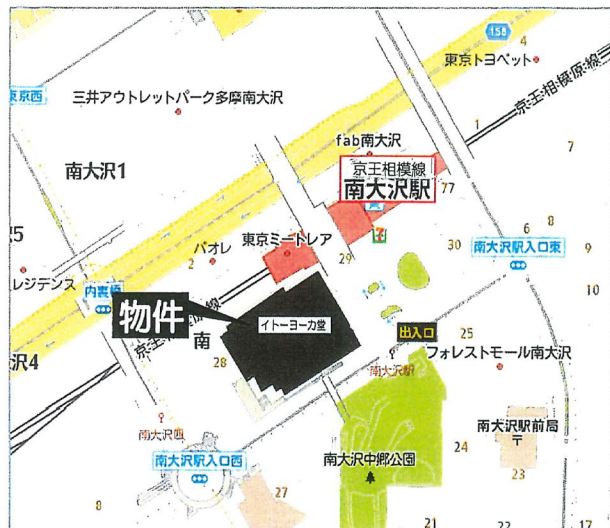 158
4
東京トヨペット
東京西
三井アウトレットパーク多摩南大沢
京王相模原線
1
7
fab南大沢
南大沢1
京王相模線
南大沢駅
77
5
バオレ
2
東京ミートレア
29
30
南大沢駅入口東
6
8
9
10
レジデンス
内裏橋
物件
イトーヨーカ堂
出入口
25
南
28
南大沢駅
フォレストモール南大沢
沢4
南大沢四
南大沢駅前局
〒
24
23
南大沢駅入口西
南大沢中郷公園
8
27
21
22
17